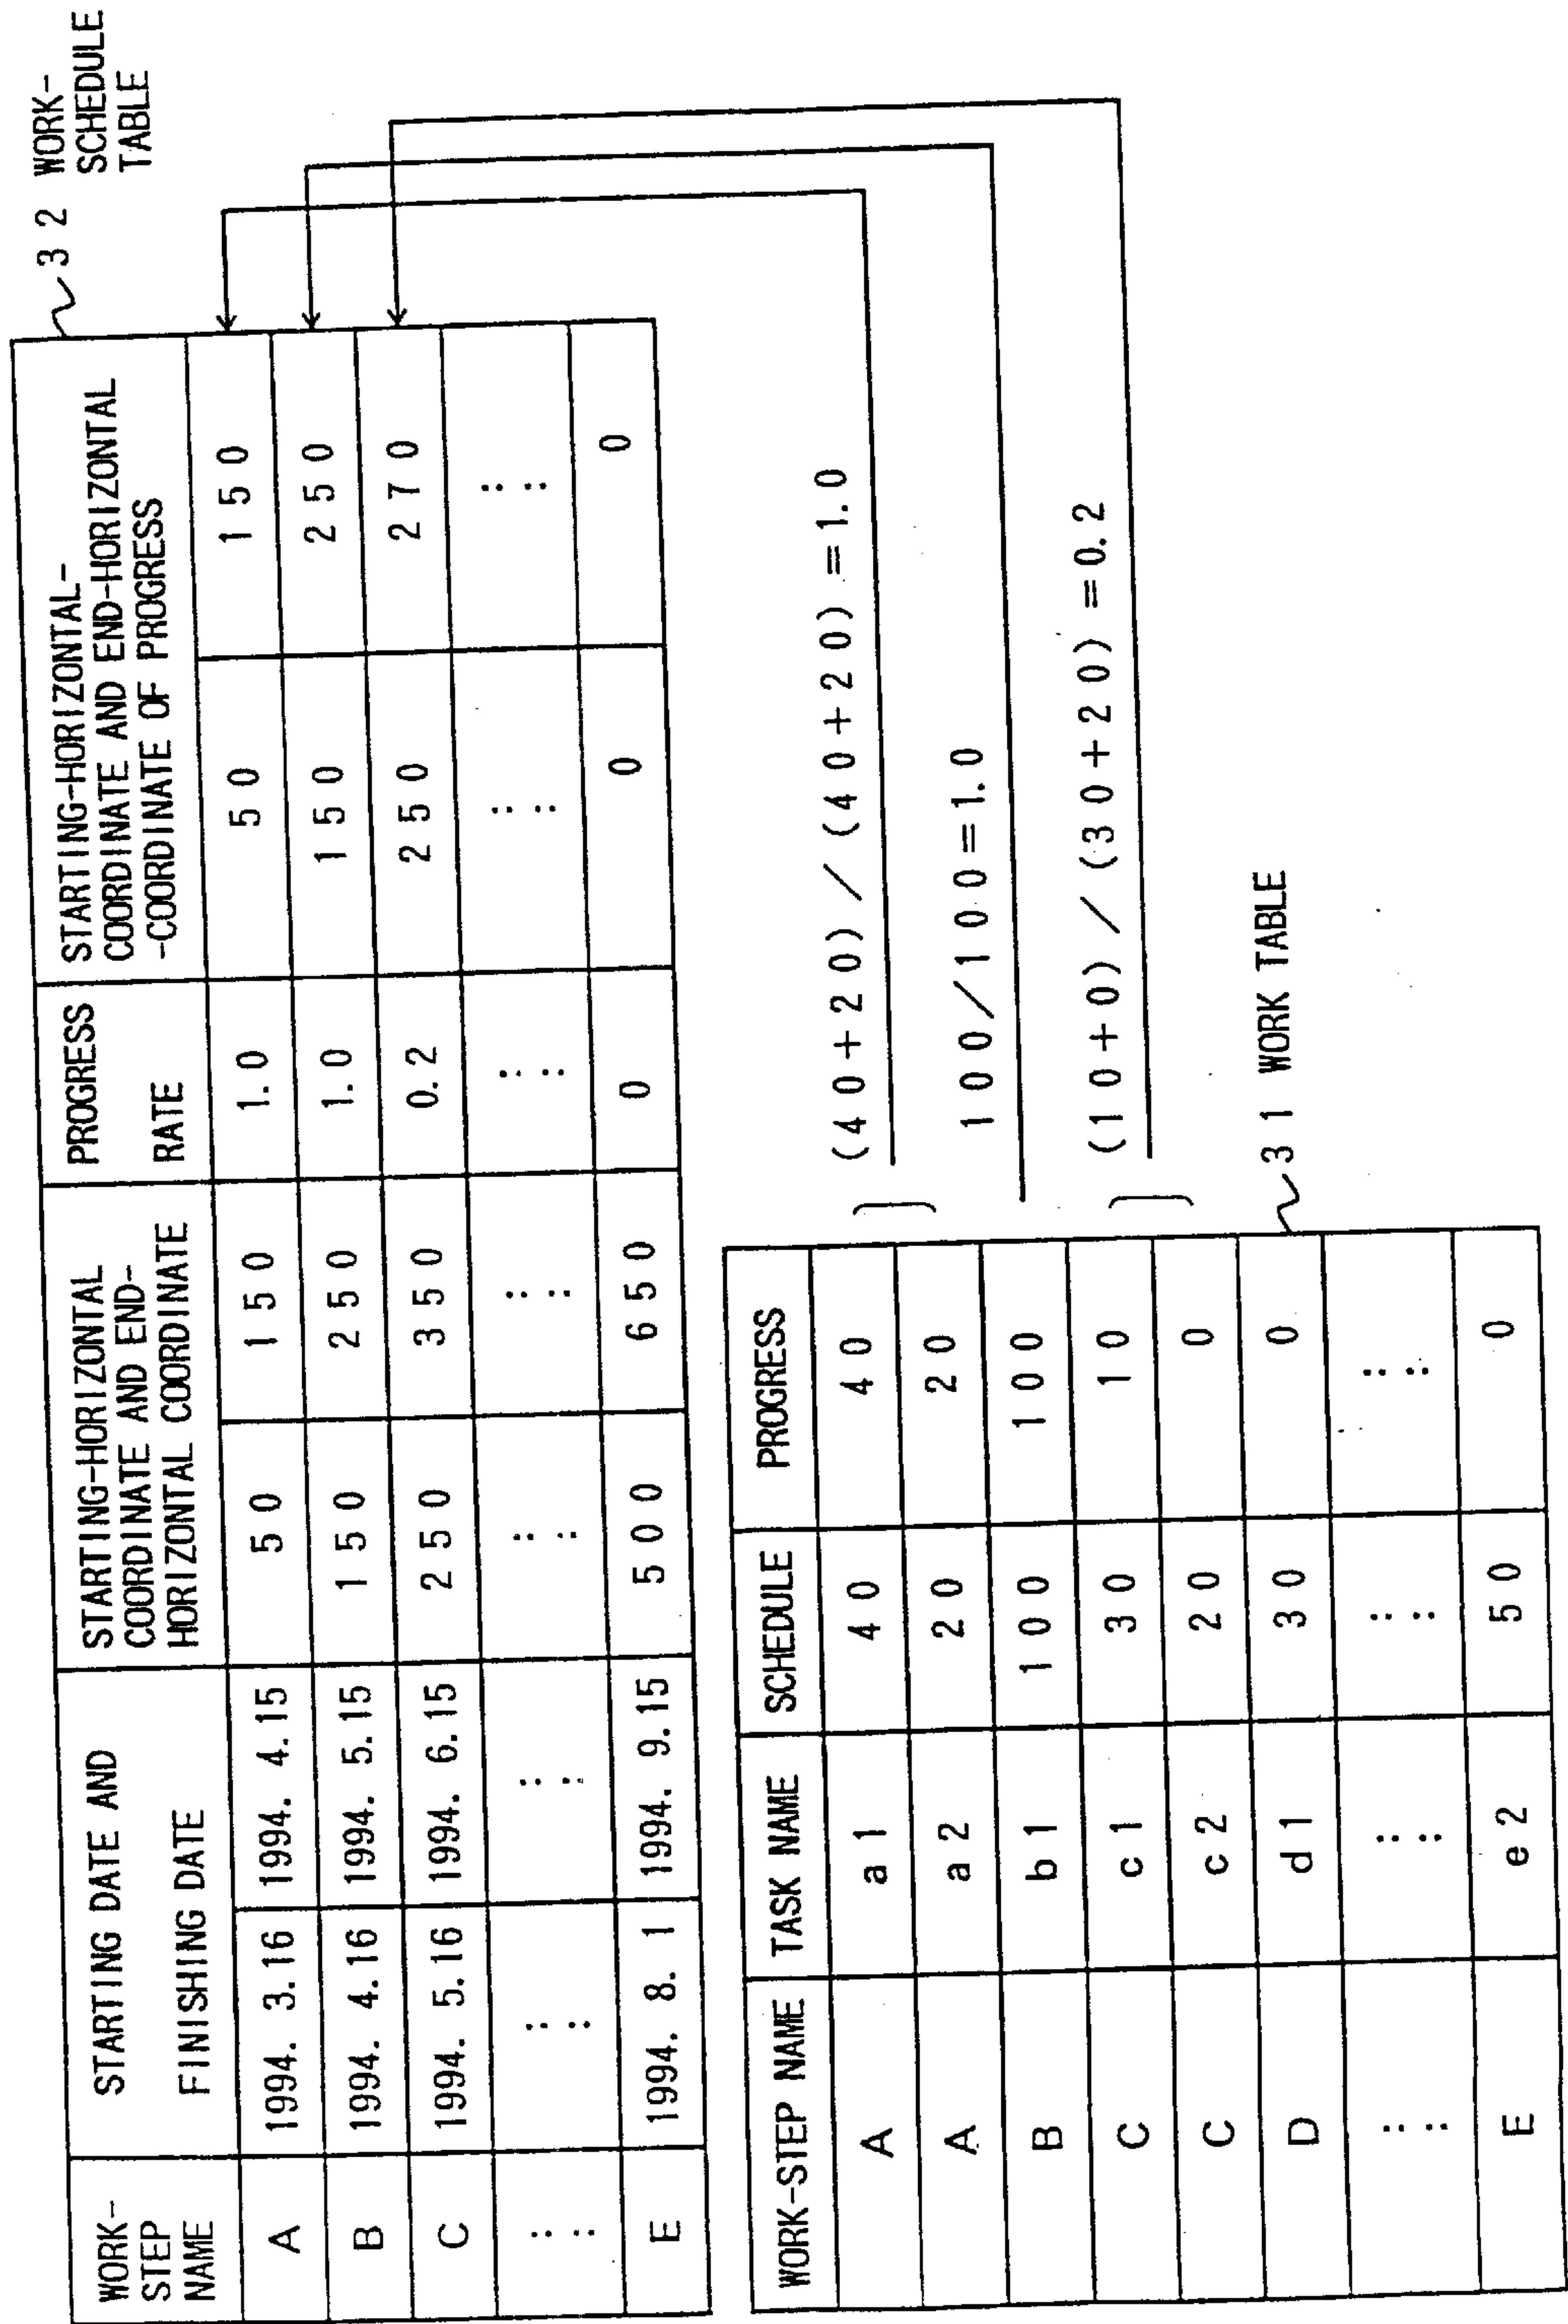 3 2 WORK-
SCHEDULE
TABLE
WORK-
STEP
NAME
STARTING DATE AND
FINISHING DATE
STARTING-HORIZONTAL
COORDINATE AND END-
HORIZONTAL COORDINATE
PROGRESS
RATE
STARTING-HORIZONTAL-
COORDINATE AND END-HORIZONTAL
-COORDINATE OF PROGRESS
A 1994. 3.16 1994. 4.15 50 150 1.0 50 150
B 1994. 4.16 1994. 5.15 150 250 1.0 150 250
C 1994. 5.16 1994. 6.15 250 350 0.2 250 270
: : : : : : :
: : : : : : :
E 1994. 8. 1 1994. 9.15 500 650 0 0 0
WORK-STEP NAME TASK NAME SCHEDULE PROGRESS
A a1 40 40
A a2 20 20
B b1 100 100
C c1 30 10
C c2 20 0
D d1 30 0
: : : :
: : : :
E e2 50 0
(40+20)/(40+20)=1.0
100/100=1.0
(10+0)/(30+20)=0.2
31 WORK TABLE